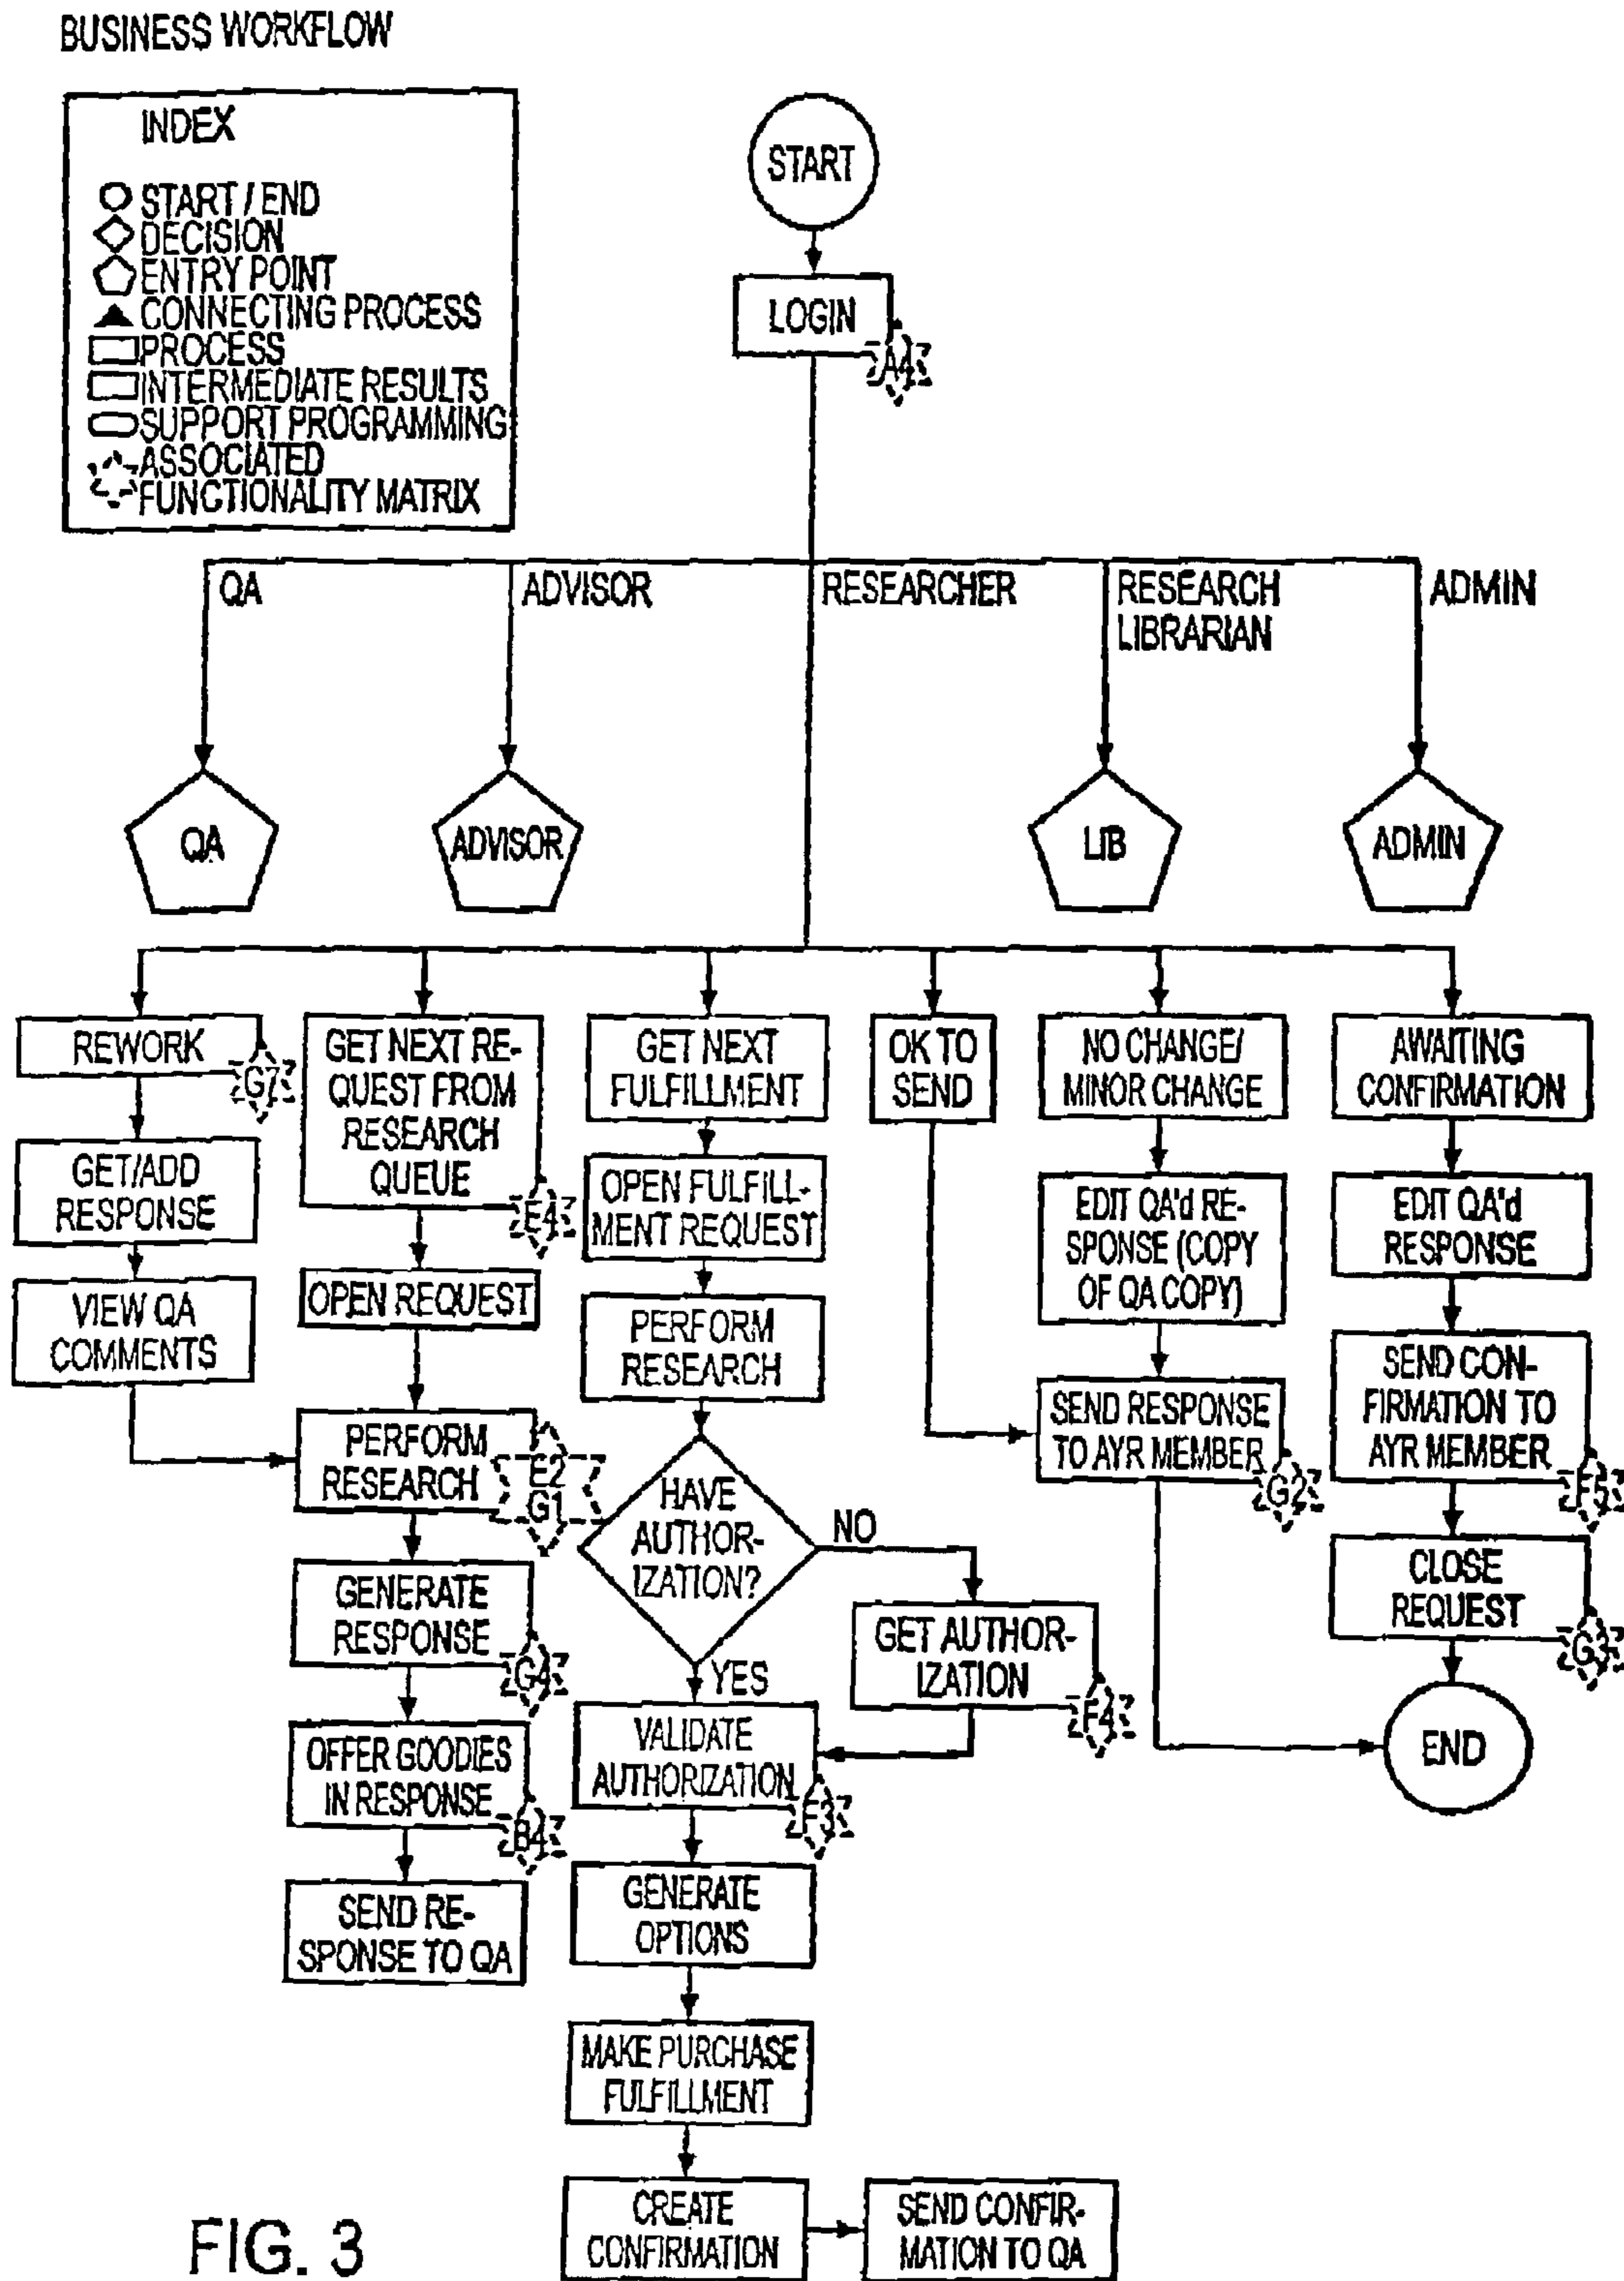 BUSINESS WORKFLOW
INDEX
START / END
DECISION
ENTRY POINT
CONNECTING PROCESS
PROCESS
INTERMEDIATE RESULTS
SUPPORT PROGRAMMING
ASSOCIATED
FUNCTIONALITY MATRIX
START
LOGIN
A4
QA
ADVISOR
RESEARCHER
RESEARCH
LIBRARIAN
ADMIN
QA
ADVISOR
LIB
ADMIN
REWORK
G7
GET/ADD
RESPONSE
VIEW QA
COMMENTS
GET NEXT RE-
QUEST FROM
RESEARCH
QUEUE
E4
OPEN REQUEST
PERFORM
RESEARCH
E2
G1
GENERATE
RESPONSE
G4
OFFER GOODIES
IN RESPONSE
B4
SEND RE-
SPONSE TO QA
GET NEXT
FULFILLMENT
OPEN FULFILL-
MENT REQUEST
PERFORM
RESEARCH
HAVE
AUTHOR-
IZATION?
NO
YES
GET AUTHOR-
IZATION
F4
VALIDATE
AUTHORIZATION
F3
GENERATE
OPTIONS
MAKE PURCHASE
FULFILLMENT
CREATE
CONFIRMATION
SEND CONFIR-
MATION TO QA
OK TO
SEND
NO CHANGE/
MINOR CHANGE
EDIT QA'd RE-
SPONSE (COPY
OF QA COPY)
SEND RESPONSE
TO AYR MEMBER
G2
AWAITING
CONFIRMATION
EDIT QA'd
RESPONSE
SEND CON-
FIRMATION TO
AYR MEMBER
F5
CLOSE
REQUEST
G3
END
FIG. 3